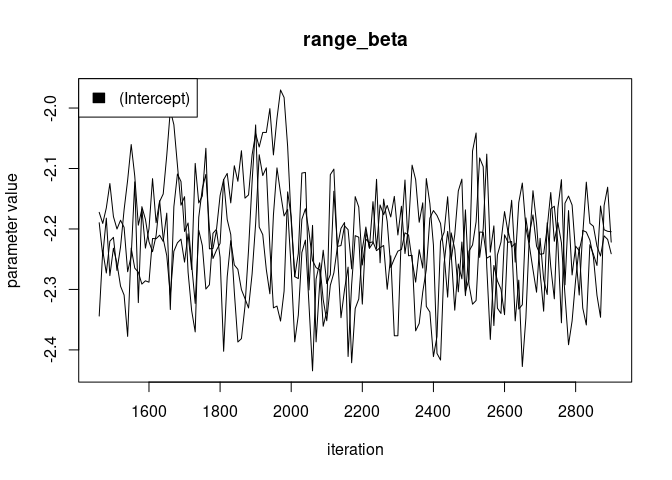 range_beta
(Intercept)
parameter value
-2.0
-2.1
-2.2
-2.3
-2.4
1600 1800 2000 2200 2400 2600 2800
iteration